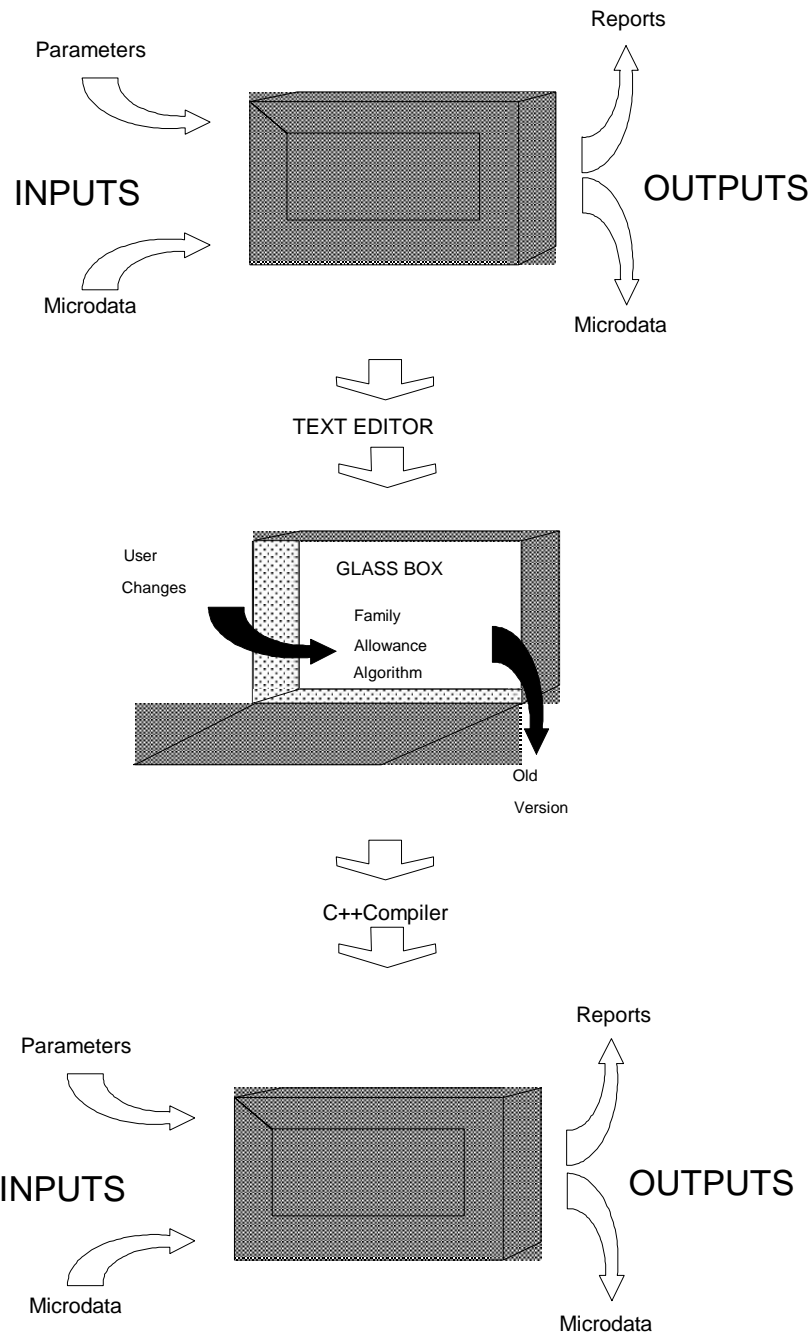 Reports
Parameters
INPUTS
OUTPUTS
Microdata
Microdata
TEXT EDITOR
User
Changes
GLASS BOX
Family
Allowance
Algorithm
Old
Version
C++Compiler
Reports
Parameters
INPUTS
OUTPUTS
Microdata
Microdata